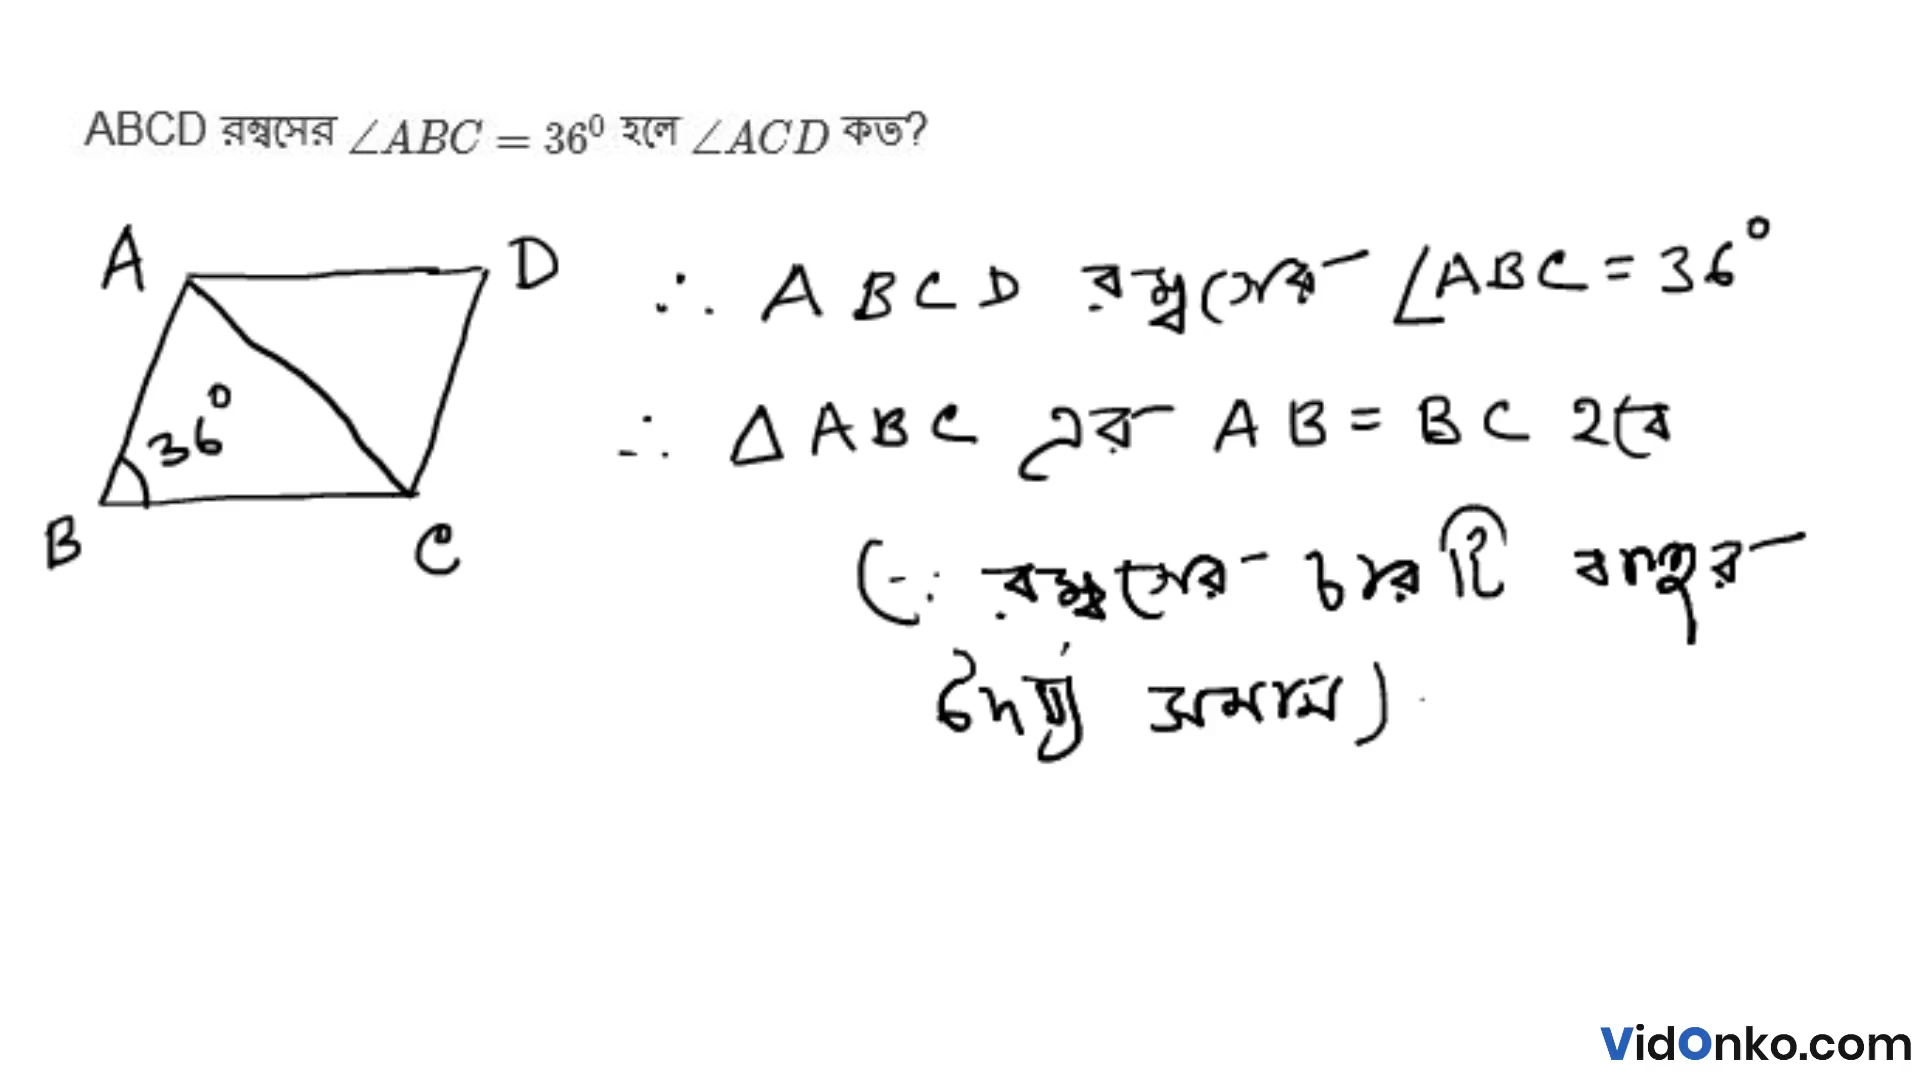 ABCD রম্বসের ∠ABC = 36⁰ হলে ∠ACD কত?
A
D
36⁰
B
C
∴ ABCD রম্বসের ∠ABC = 36⁰
∴ △ABC এর AB = BC হবে
(∵ রম্বসের চারটি বাহুর
দৈর্ঘ্য সমান)
VidOnko.com